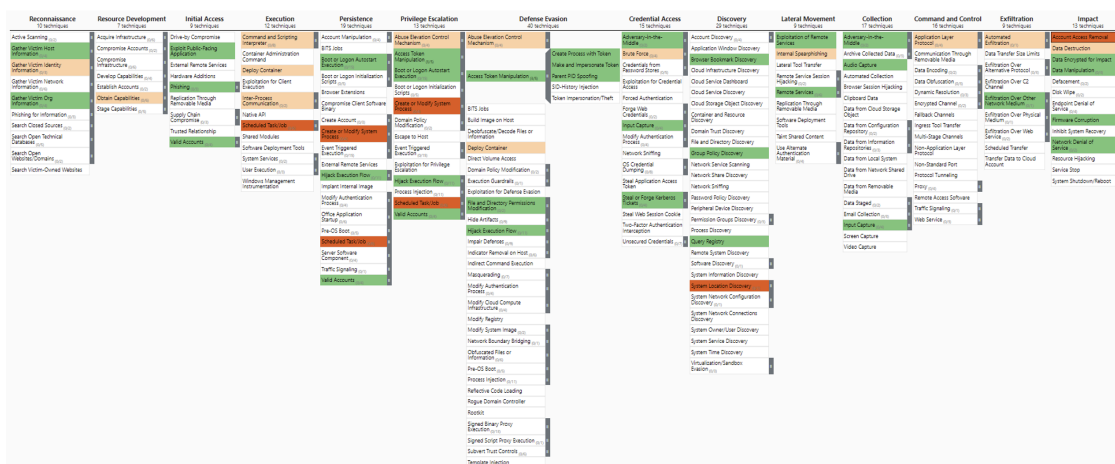 Reconnaissance
10 techniques
Active Scanning
Gather Victim Host
Information
Gather Victim Identity
Information
Gather Victim Network
Information
Gather Victim Org
Information
Phishing for Information
Search Closed Sources
Search Open Technical
Databases
Search Open
Websites/Domains
Search Victim-Owned Websites
Resource Development
7 techniques
Acquire Infrastructure
Compromise Accounts
Compromise
Infrastructure
Develop Capabilities
Establish Accounts
Obtain Capabilities
Stage Capabilities
Initial Access
9 techniques
Drive-by Compromise
Exploit Public-Facing
Application
External Remote Services
Hardware Additions
Phishing
Replication Through
Removable Media
Supply Chain
Compromise
Trusted Relationship
Valid Accounts
Execution
12 techniques
Command and Scripting
Interpreter
Container Administration
Command
Deploy Container
Exploitation for Client
Execution
Inter-Process
Communication
Native API
Scheduled Task/Job
Shared Modules
Software Deployment Tools
System Services
User Execution
Windows Management
Instrumentation
Persistence
19 techniques
Account Manipulation
BITS Jobs
Boot or Logon Autostart
Execution
Boot or Logon Initialization
Scripts
Browser Extensions
Compromise Client Software
Binary
Create Account
Create or Modify System
Process
Event Triggered
Execution
External Remote Services
Hijack Execution Flow
Implant Internal Image
Modify Authentication
Process
Office Application
Startup
Pre-OS Boot
Scheduled Task/Job
Server Software
Component
Traffic Signaling
Valid Accounts
Privilege Escalation
13 techniques
Abuse Elevation Control
Mechanism
Access Token
Manipulation
Boot or Logon Autostart
Execution
Boot or Logon Initialization
Scripts
Create or Modify System
Process
Domain Policy
Modification
Escape to Host
Event Triggered
Execution
Exploitation for Privilege
Escalation
Hijack Execution Flow
Process Injection
Scheduled Task/Job
Valid Accounts
Defense Evasion
40 techniques
Abuse Elevation Control
Mechanism
Access Token Manipulation
Create Process with Token
Make and Impersonate Token
Parent PID Spoofing
SID-History Injection
Token Impersonation/Theft
BITS Jobs
Build Image on Host
Deobfuscate/Decode Files or
Information
Deploy Container
Direct Volume Access
Domain Policy Modification
Execution Guardrails
Exploitation for Defense Evasion
File and Directory Permissions
Modification
Hide Artifacts
Hijack Execution Flow
Impair Defenses
Indicator Removal on Host
Indirect Command Execution
Masquerading
Modify Authentication
Process
Modify Cloud Compute
Infrastructure
Modify Registry
Modify System Image
Network Boundary Bridging
Obfuscated Files or
Information
Pre-OS Boot
Process Injection
Reflective Code Loading
Rogue Domain Controller
Rootkit
Signed Binary Proxy
Execution
Signed Script Proxy Execution
Subvert Trust Controls
Template Injection
Credential Access
15 techniques
Adversary-in-the-
Middle
Brute Force
Credentials from
Password Stores
Exploitation for Credential
Access
Forced Authentication
Forge Web
Credentials
Input Capture
Modify Authentication
Process
Network Sniffing
OS Credential
Dumping
Steal Application Access
Token
Steal or Forge Kerberos
Tickets
Steal Web Session Cookie
Two-Factor Authentication
Interception
Unsecured Credentials
Discovery
29 techniques
Account Discovery
Application Window Discovery
Browser Bookmark Discovery
Cloud Infrastructure Discovery
Cloud Service Dashboard
Cloud Service Discovery
Cloud Storage Object Discovery
Container and Resource
Discovery
Domain Trust Discovery
File and Directory Discovery
Group Policy Discovery
Network Service Scanning
Network Share Discovery
Network Sniffing
Password Policy Discovery
Peripheral Device Discovery
Permission Groups Discovery
Process Discovery
Query Registry
Remote System Discovery
Software Discovery
System Information Discovery
System Location Discovery
System Network Configuration
Discovery
System Network Connections
Discovery
System Owner/User Discovery
System Service Discovery
System Time Discovery
Virtualization/Sandbox
Evasion
Lateral Movement
9 techniques
Exploitation of Remote
Services
Internal Spearphishing
Lateral Tool Transfer
Remote Service Session
Hijacking
Remote Services
Replication Through
Removable Media
Software Deployment
Tools
Taint Shared Content
Use Alternate
Authentication
Material
Collection
17 techniques
Adversary-in-the-
Middle
Archive Collected Data
Audio Capture
Automated Collection
Browser Session Hijacking
Clipboard Data
Data from Cloud Storage
Object
Data from Configuration
Repository
Data from Information
Repositories
Data from Local System
Data from Network Shared
Drive
Data from Removable
Media
Data Staged
Email Collection
Input Capture
Screen Capture
Video Capture
Command and Control
16 techniques
Application Layer
Protocol
Communication Through
Removable Media
Data Encoding
Data Obfuscation
Dynamic Resolution
Encrypted Channel
Fallback Channels
Ingress Tool Transfer
Multi-Stage Channels
Non-Application Layer
Protocol
Non-Standard Port
Protocol Tunneling
Proxy
Remote Access Software
Traffic Signaling
Web Service
Exfiltration
9 techniques
Automated
Exfiltration
Data Transfer Size Limits
Exfiltration Over
Alternative Protocol
Exfiltration Over C2
Channel
Exfiltration Over Other
Network Medium
Exfiltration Over Physical
Medium
Exfiltration Over Web
Service
Scheduled Transfer
Transfer Data to Cloud
Account
Impact
13 techniques
Account Access Removal
Data Destruction
Data Encrypted for Impact
Data Manipulation
Defacement
Disk Wipe
Endpoint Denial of
Service
Firmware Corruption
Inhibit System Recovery
Network Denial of
Service
Resource Hijacking
Service Stop
System Shutdown/Reboot